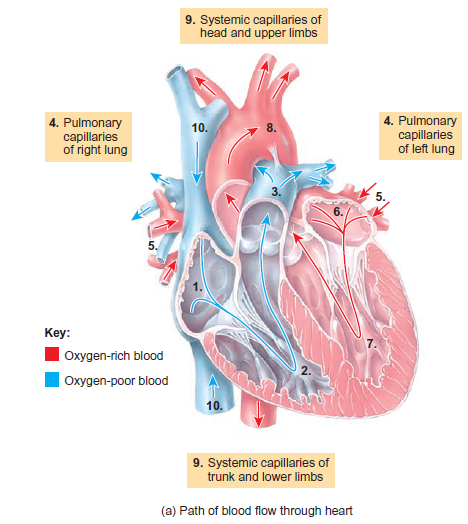 9. Systemic capillaries of
head and upper limbs
4. Pulmonary
capillaries
of right lung
4. Pulmonary
capillaries
of left lung
10.
8.
3.
5.
6.
5.
1.
7.
2.
10.
Key:
Oxygen-rich blood
Oxygen-poor blood
9. Systemic capillaries of
trunk and lower limbs
(a) Path of blood flow through heart